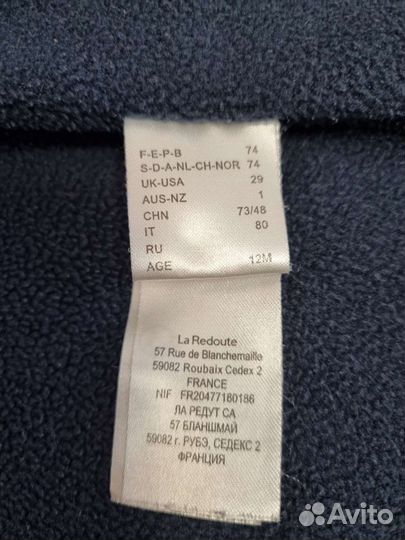 F-E-P-B 74
S-D-A-NL-CH-NOR 74
UK-USA 29
AUS-NZ 1
CHN 73/48
IT 80
RU
AGE 12M
La Redoute
57 Rue de Blanchemaille
59082 Roubaix Cedex 2
FRANCE
NIF FR20477180186
ЛА РЕДУТ СА
57 БЛАНШМАЙ
59082 г. РУБЭ, СЕДЕКС 2
ФРАНЦИЯ
Avito